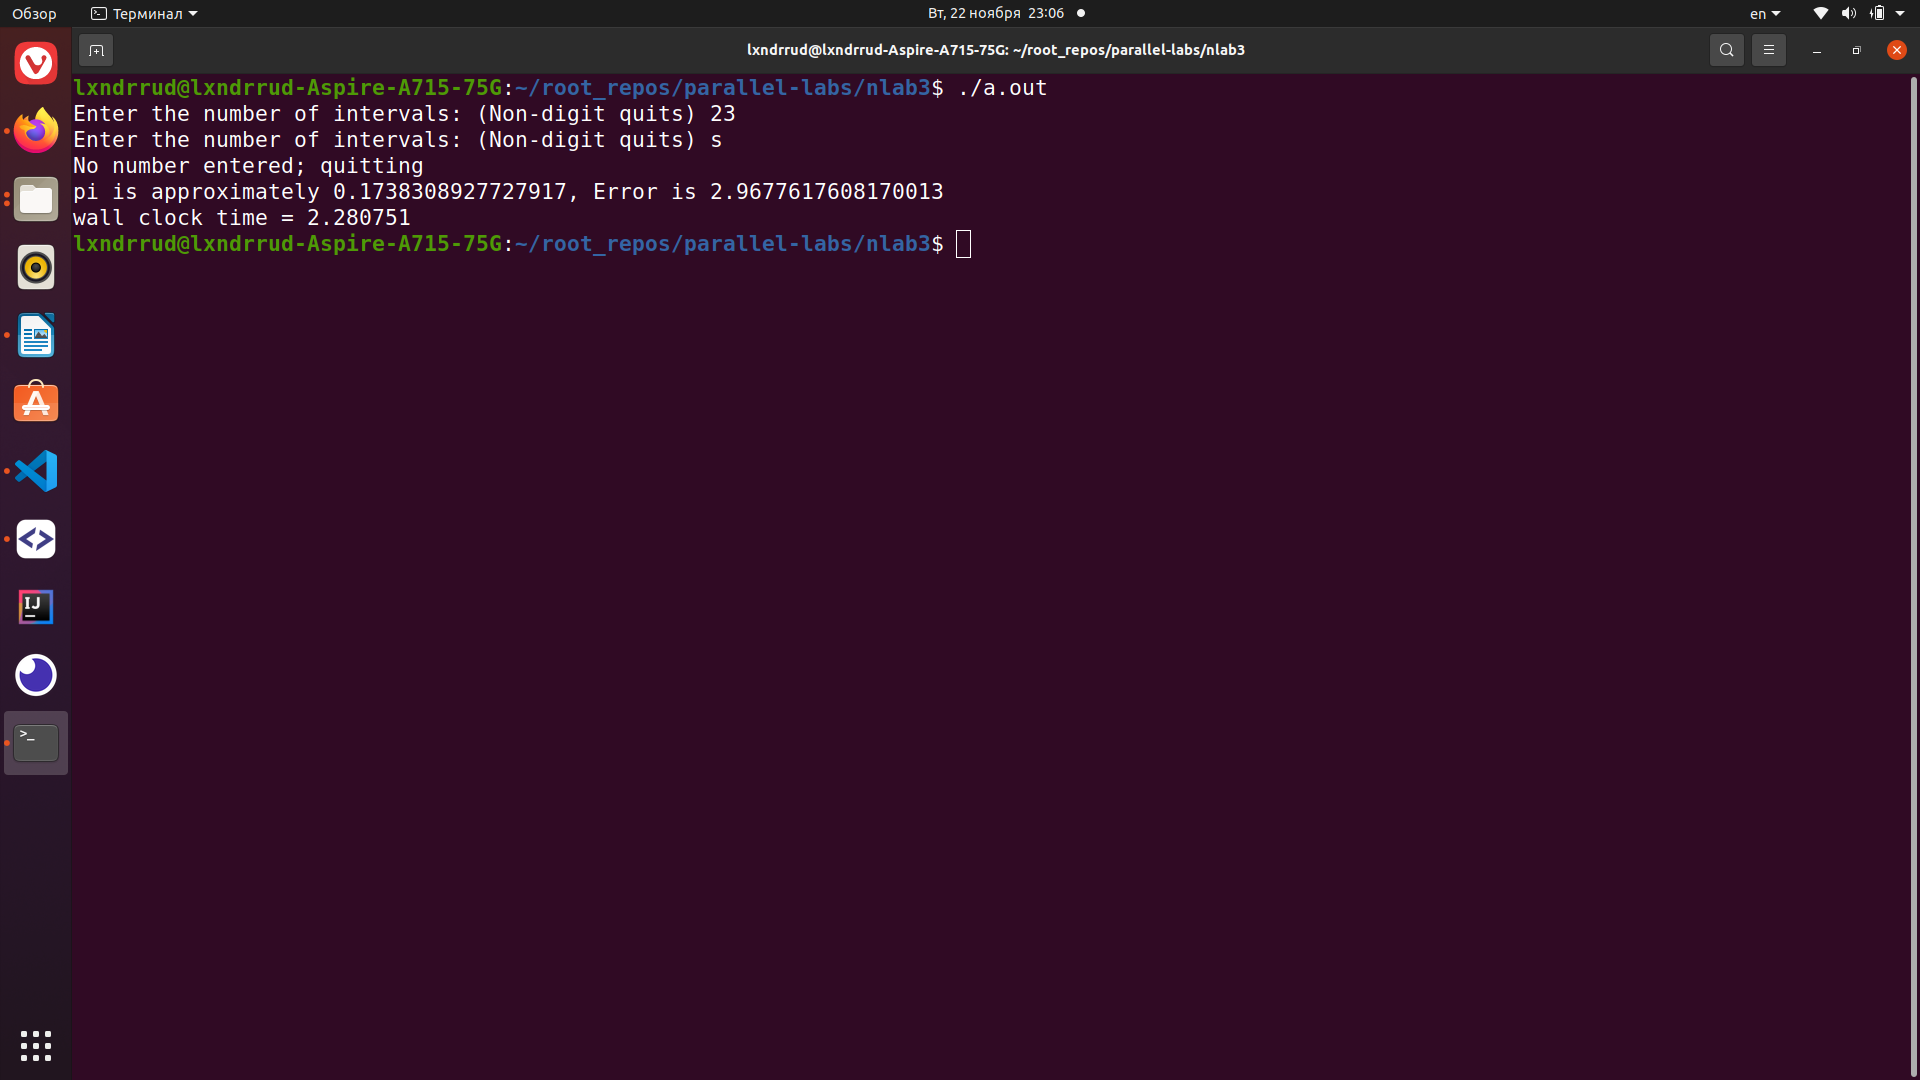 Обзор
Терминал
Вт, 22 ноября 23:06
en
lxndrrud@lxndrrud-Aspire-A715-75G: ~/root_repos/parallel-labs/nlab3
lxndrrud@lxndrrud-Aspire-A715-75G:~/root_repos/parallel-labs/nlab3$ ./a.out
Enter the number of intervals: (Non-digit quits) 23
Enter the number of intervals: (Non-digit quits) s
No number entered; quitting
pi is approximately 0.1738308927727917, Error is 2.9677617608170013
wall clock time = 2.280751
lxndrrud@lxndrrud-Aspire-A715-75G:~/root_repos/parallel-labs/nlab3$
IJ
>_